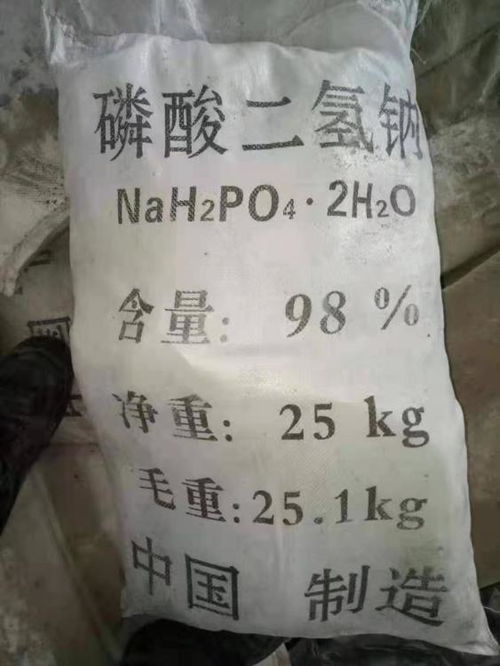 磷酸二氢钠
NaH₂PO₄·2H₂O
含量: 98 %
净重: 25 kg
毛重:25.1kg
中国 制造